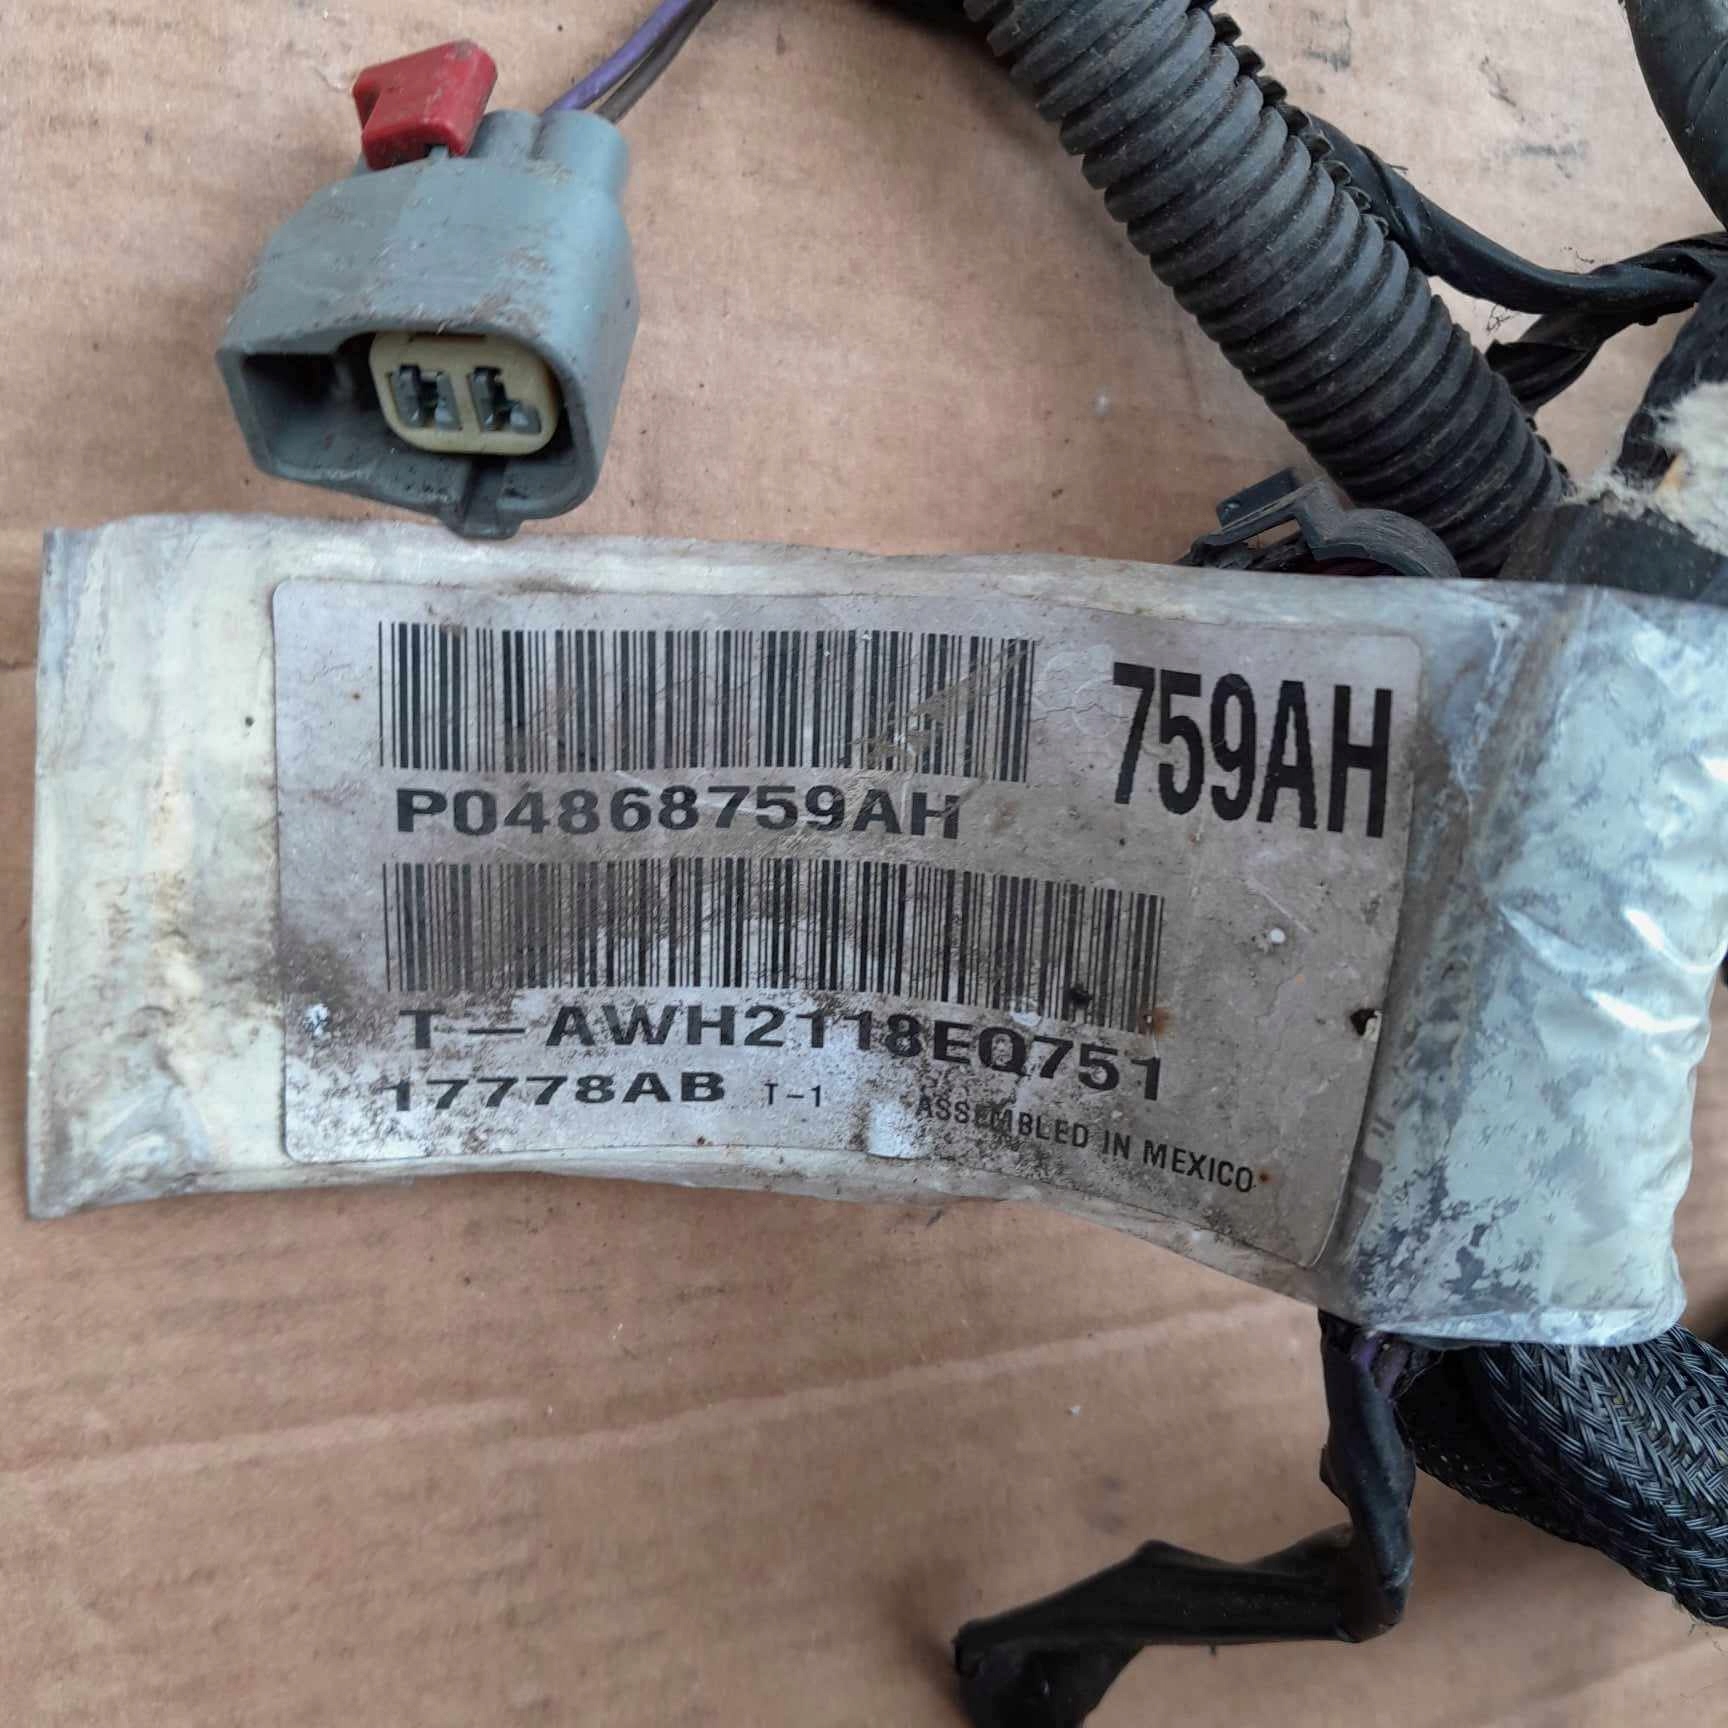 759AH
P04868759AH
T-AWH2118EQ751
17778AB T-1 ASSEMBLED IN MEXICO